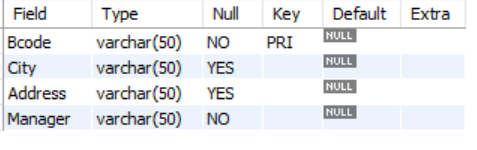 Field Type Null Key Default Extra
Bcode varchar(50) NO PRI NULL
City varchar(50) YES NULL
Address varchar(50) YES NULL
Manager varchar(50) NO NULL